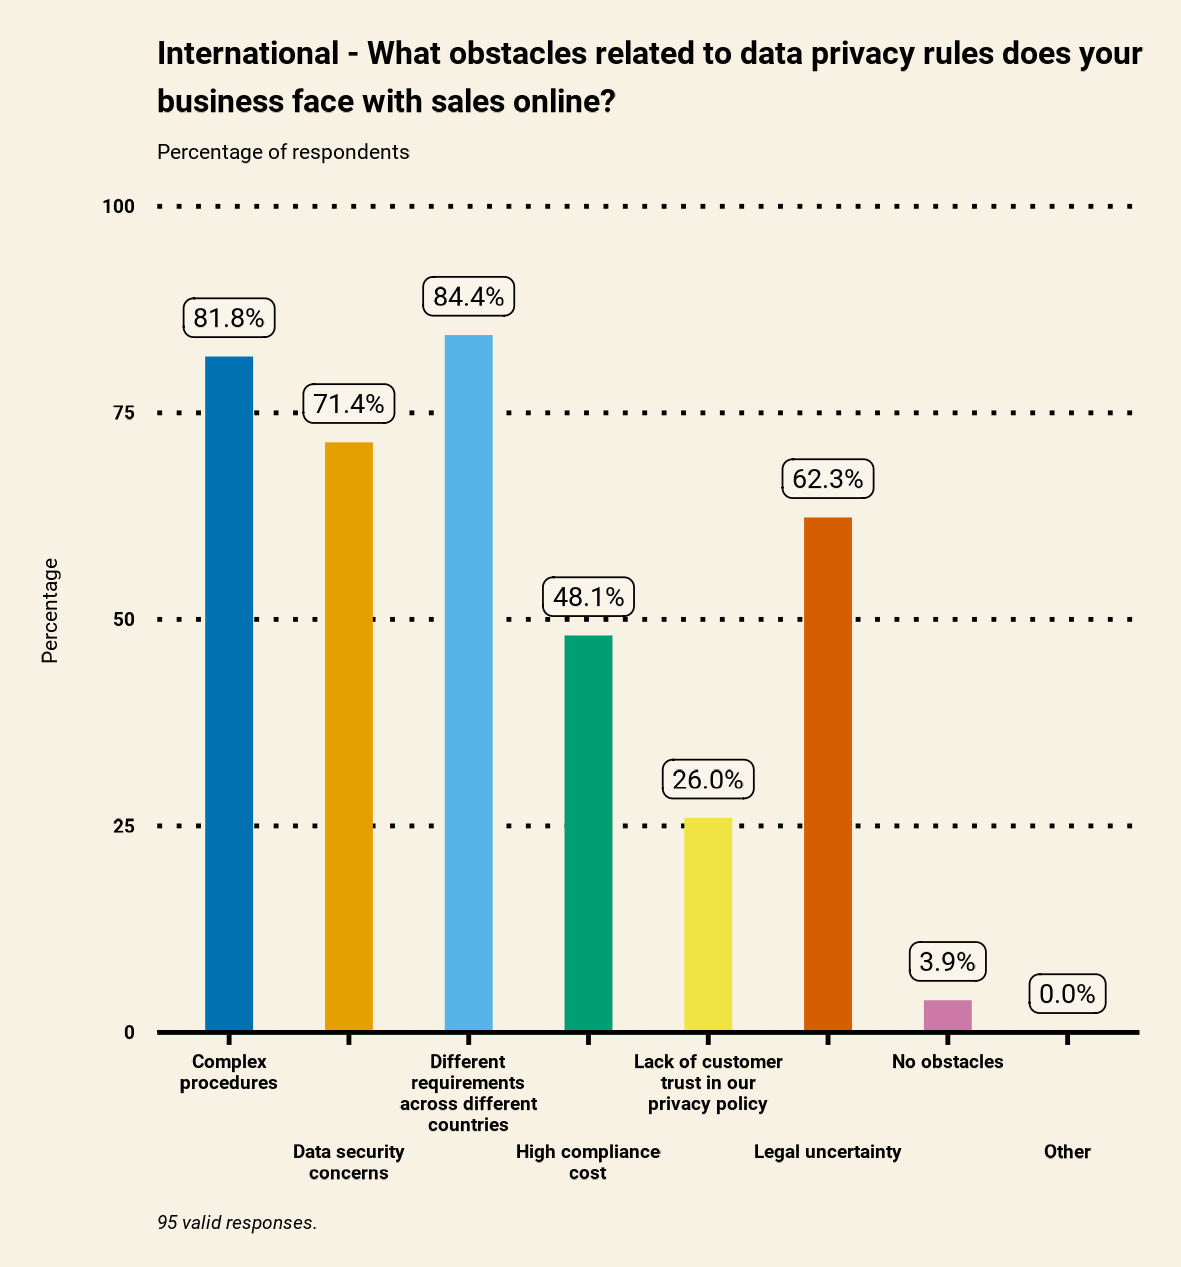 International - What obstacles related to data privacy rules does your
business face with sales online?
Percentage of respondents
100
75
50
25
0
Percentage
81.8%
71.4%
84.4%
48.1%
26.0%
62.3%
3.9%
0.0%
Complex
procedures
Data security
concerns
Different
requirements
across different
countries
High compliance
cost
Lack of customer
trust in our
privacy policy
Legal uncertainty
No obstacles
Other
95 valid responses.